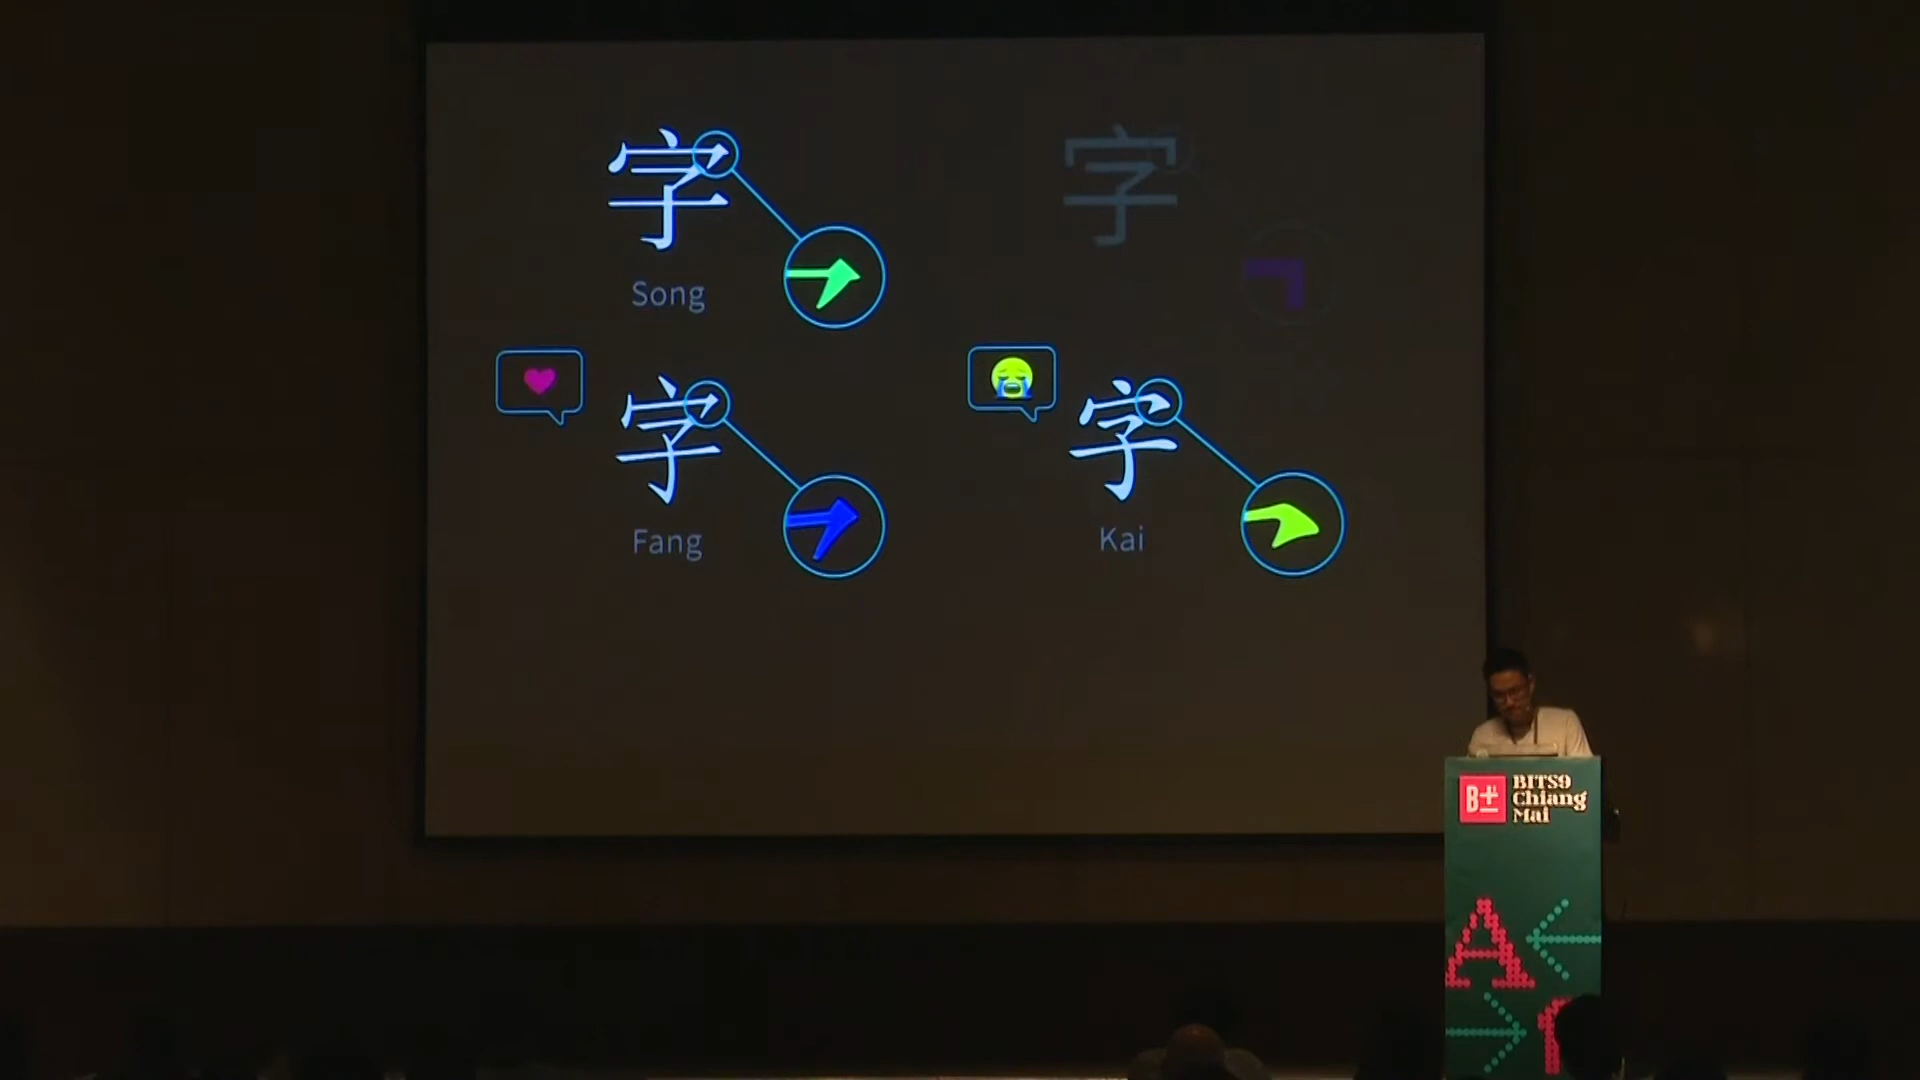 字
字
Song
字
字
Fang
Kai
B+
BITS9
Chiang
Mai
A